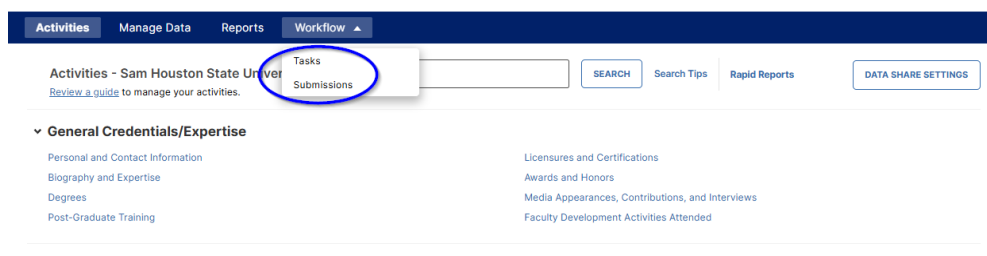 Activities Manage Data Reports Workflow
Tasks
Submissions
Activities - Sam Houston State Univer
Review a guide to manage your activities.
SEARCH Search Tips Rapid Reports DATA SHARE SETTINGS
General Credentials/Expertise
Personal and Contact Information
Biography and Expertise
Degrees
Post-Graduate Training
Licensures and Certifications
Awards and Honors
Media Appearances, Contributions, and Interviews
Faculty Development Activities Attended